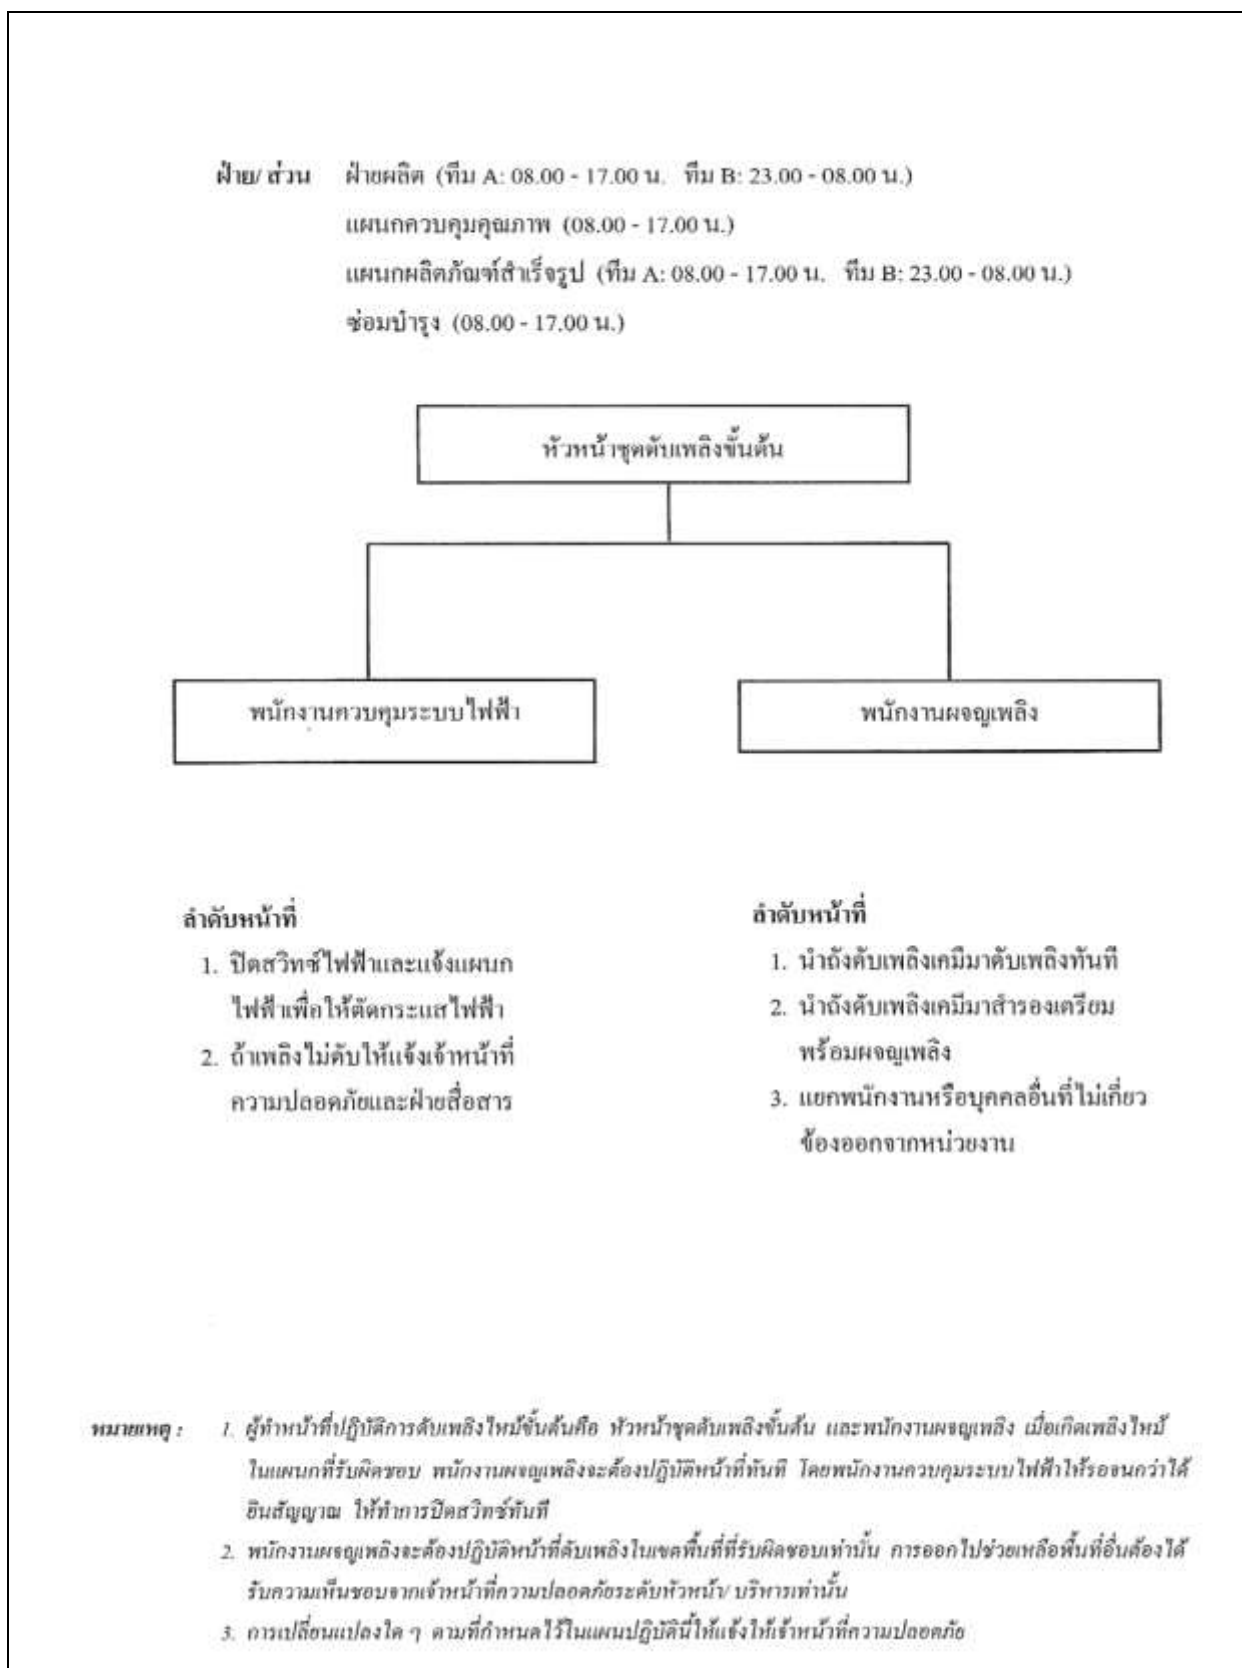 ฝ่าย/ ส่วน ฝ่ายผลิต (ทีม A: 08.00 - 17.00 น. ทีม B: 23.00 - 08.00 น.)
แผนกควบคุมคุณภาพ (08.00 - 17.00 น.)
แผนกผลิตภัณฑ์สำเร็จรูป (ทีม A: 08.00 - 17.00 น. ทีม B: 23.00 - 08.00 น.)
ซ่อมบำรุง (08.00 - 17.00 น.)
หัวหน้าชุดดับเพลิงขั้นต้น
พนักงานควบคุมระบบไฟฟ้า
พนักงานผจญเพลิง
ลำดับหน้าที่
1. ปิดสวิทช์ไฟฟ้าและแจ้งแผนก
ไฟฟ้าเพื่อให้ตัดกระแสไฟฟ้า
2. ถ้าเพลิงไม่ดับให้แจ้งเจ้าหน้าที่
ความปลอดภัยและฝ่ายสื่อสาร
ลำดับหน้าที่
1. นำถังดับเพลิงเคมีมาดับเพลิงทันที
2. นำถังดับเพลิงเคมีมาสำรองเตรียม
พร้อมผจญเพลิง
3. แยกพนักงานหรือบุคคลอื่นที่ไม่เกี่ยว
ข้องออกจากหน่วยงาน
หมายเหตุ : 1. ผู้ทำหน้าที่ปฏิบัติการดับเพลิงไหม้ขั้นต้นคือ หัวหน้าชุดดับเพลิงขั้นต้น และพนักงานผจญเพลิง เมื่อเกิดเพลิงไหม้
ในแผนกที่รับผิดชอบ พนักงานผจญเพลิงจะต้องปฏิบัติหน้าที่ทันที โดยพนักงานควบคุมระบบไฟฟ้าให้รอจนกว่าได้
ยินสัญญาณ ให้ทำการปิดสวิทช์ทันที
2. พนักงานผจญเพลิงจะต้องปฏิบัติหน้าที่ดับเพลิงในเขตพื้นที่ที่รับผิดชอบเท่านั้น การออกไปช่วยเหลือพื้นที่อื่นต้องได้
รับความเห็นชอบจากเจ้าหน้าที่ความปลอดภัยระดับหัวหน้า/ บริหารเท่านั้น
3. การเปลี่ยนแปลงใด ๆ ตามที่กำหนดไว้ในแผนปฏิบัตินี้ให้แจ้งให้เจ้าหน้าที่ความปลอดภัย